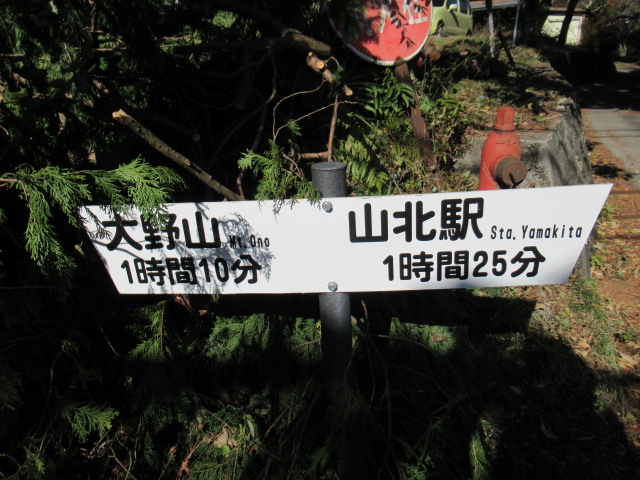 大野山 Mt. Ono
1時間10分
山北駅 Sta. Yamakita
1時間25分